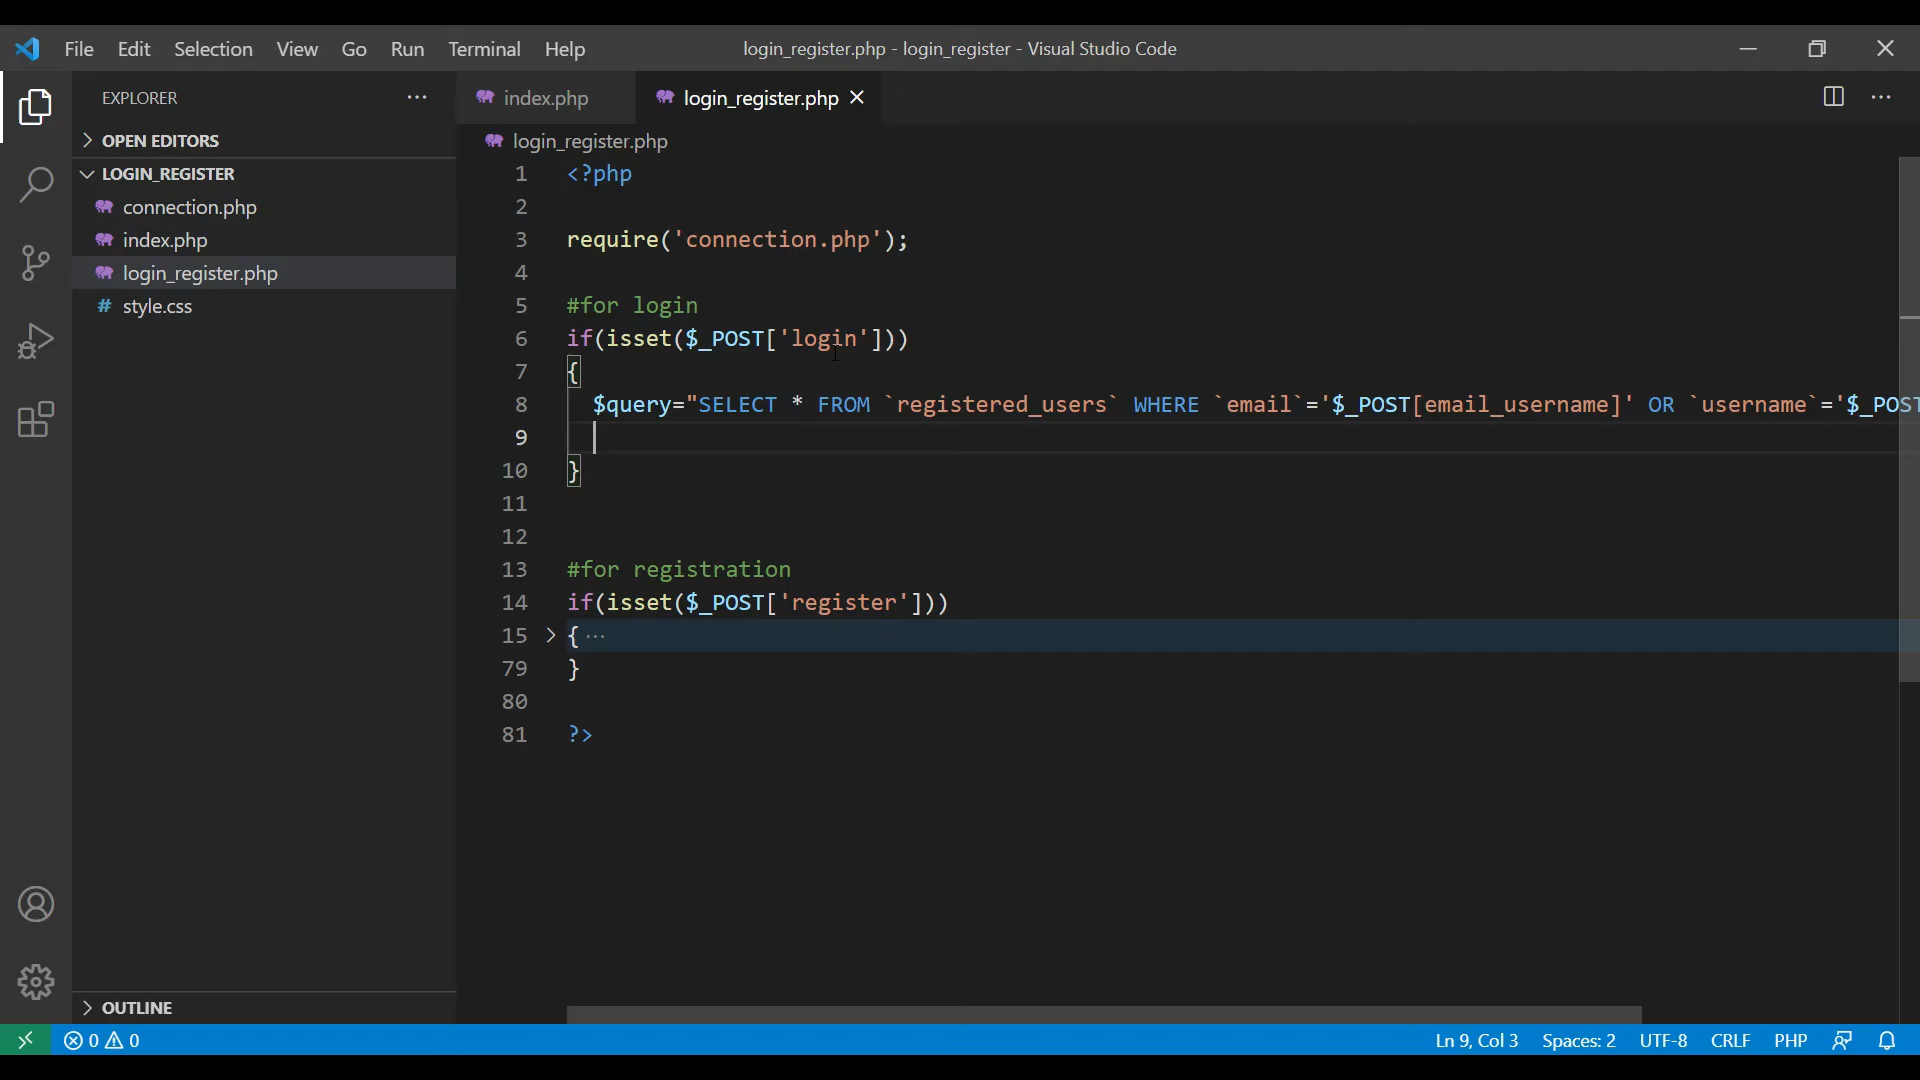 File Edit Selection View Go Run Terminal Help login_register.php - login_register - Visual Studio Code
EXPLORER
OPEN EDITORS
LOGIN_REGISTER
connection.php
index.php
login_register.php
# style.css
OUTLINE
index.php login_register.php
login_register.php
1 <?php
2
3 require('connection.php');
4
5 #for login
6 if(isset($_POST['login']))
7 {
8 $query="SELECT * FROM `registered_users` WHERE `email`='$_POST[email_username]' OR `username`='$_POST
9
10 }
11
12
13 #for registration
14 if(isset($_POST['register']))
15 { ···
79 }
80
81 ?>
0 0 Ln 9, Col 3 Spaces: 2 UTF-8 CRLF PHP